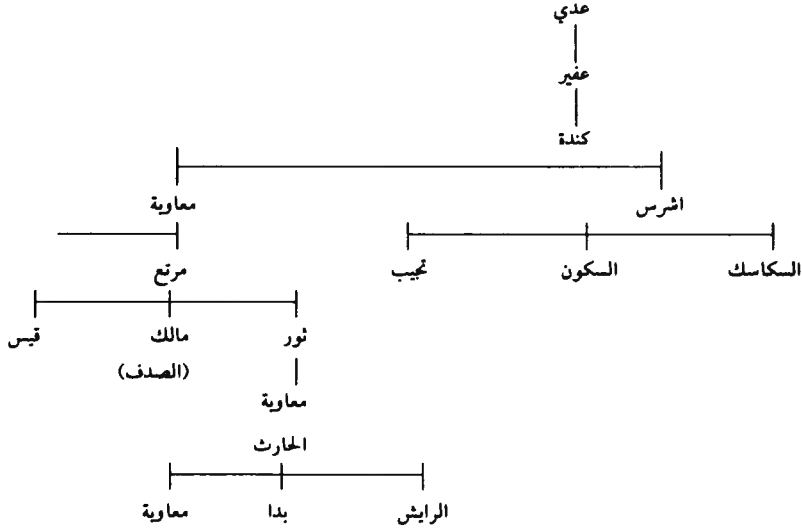 عدي
عفير
كندة
اشرس معاوية
السكاسك السكون تجيب مرتع
ثور مالك قيس
(الصدف)
معاوية
الحارث
الرايش بدا معاوية